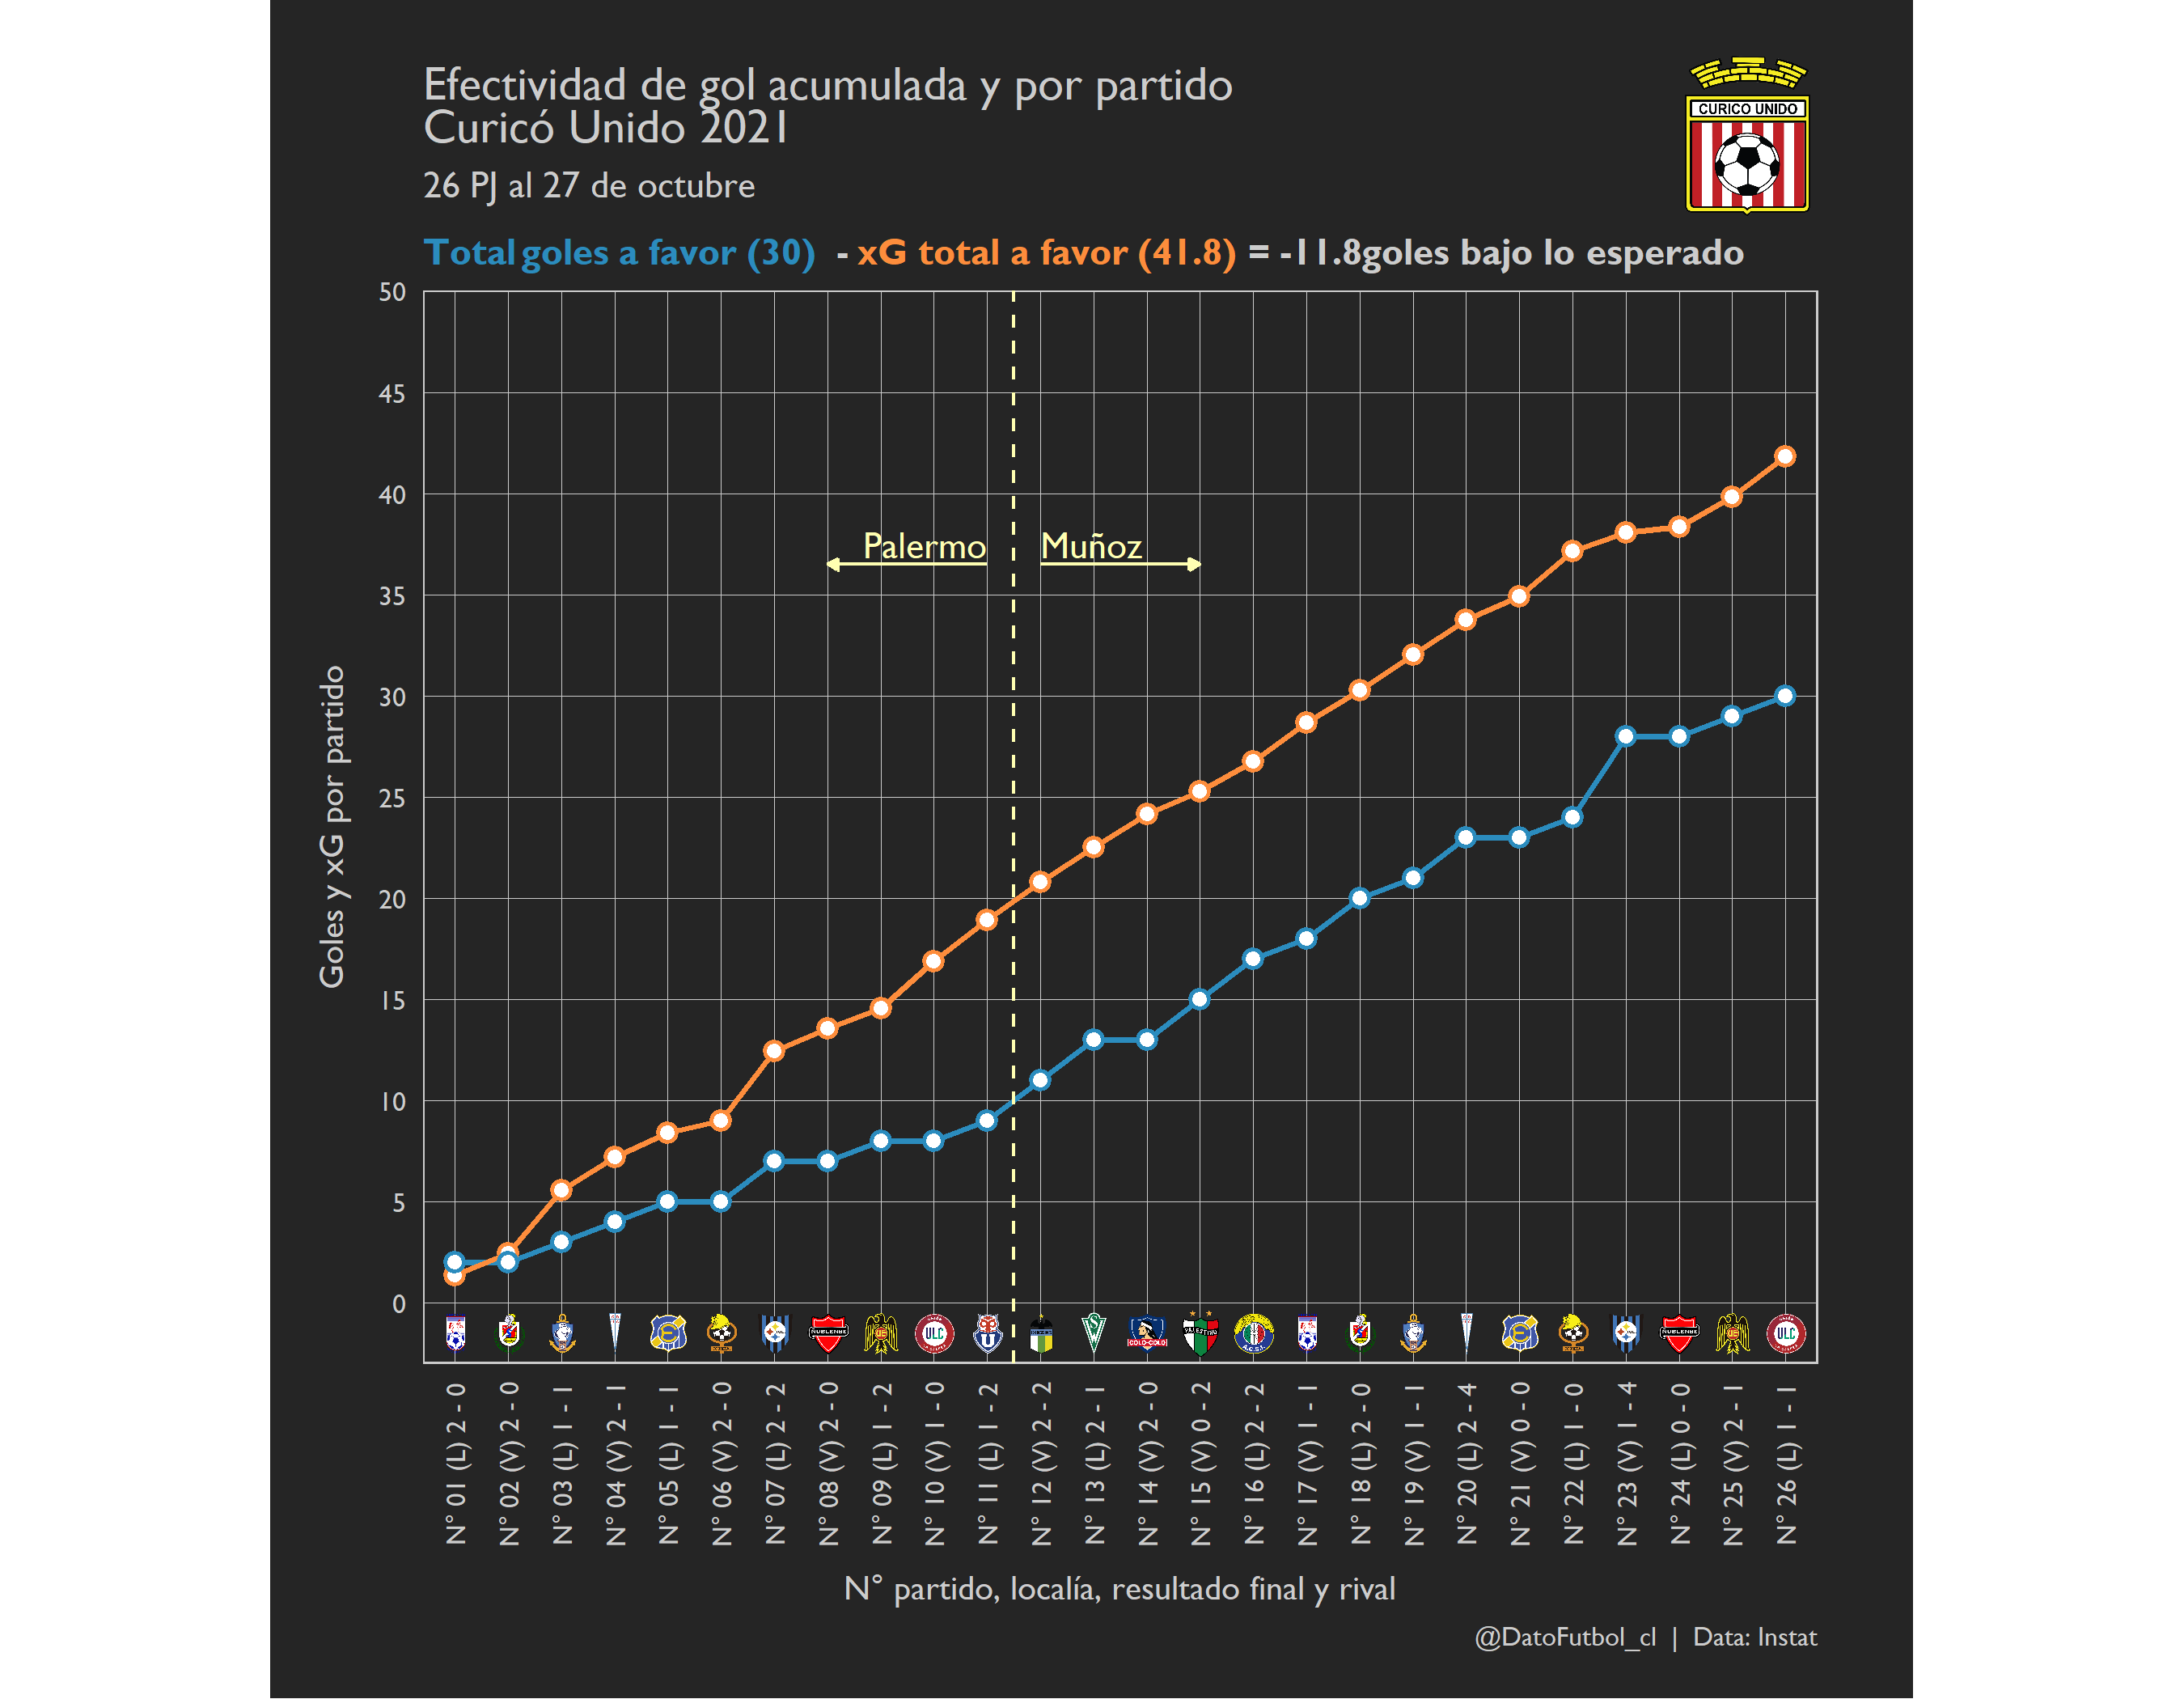 Efectividad de gol acumulada y por partido
Curicó Unido 2021
26 PJ al 27 de octubre
CURICO UNIDO
Total goles a favor (30) - xG total a favor (41.8) = -11.8goles bajo lo esperado
50
45
40
35
30
25
20
15
10
5
0
Goles y xG por partido
Palermo
Muñoz
ÑUBLENSE
ULC
U
COLO-COLO
PALESTINO
ÑUBLENSE
ULC
N° 01 (L) 2 - 0
N° 02 (V) 2 - 0
N° 03 (L) 1 - 1
N° 04 (V) 2 - 1
N° 05 (L) 1 - 1
N° 06 (V) 2 - 0
N° 07 (L) 2 - 2
N° 08 (V) 2 - 0
N° 09 (L) 1 - 2
N° 10 (V) 1 - 0
N° 11 (L) 1 - 2
N° 12 (V) 2 - 2
N° 13 (L) 2 - 1
N° 14 (V) 2 - 0
N° 15 (V) 0 - 2
N° 16 (L) 2 - 2
N° 17 (V) 1 - 1
N° 18 (L) 2 - 0
N° 19 (V) 1 - 1
N° 20 (L) 2 - 4
N° 21 (V) 0 - 0
N° 22 (L) 1 - 0
N° 23 (V) 1 - 4
N° 24 (L) 0 - 0
N° 25 (V) 2 - 1
N° 26 (L) 1 - 1
N° partido, localía, resultado final y rival
@DatoFutbol_cl | Data: Instat